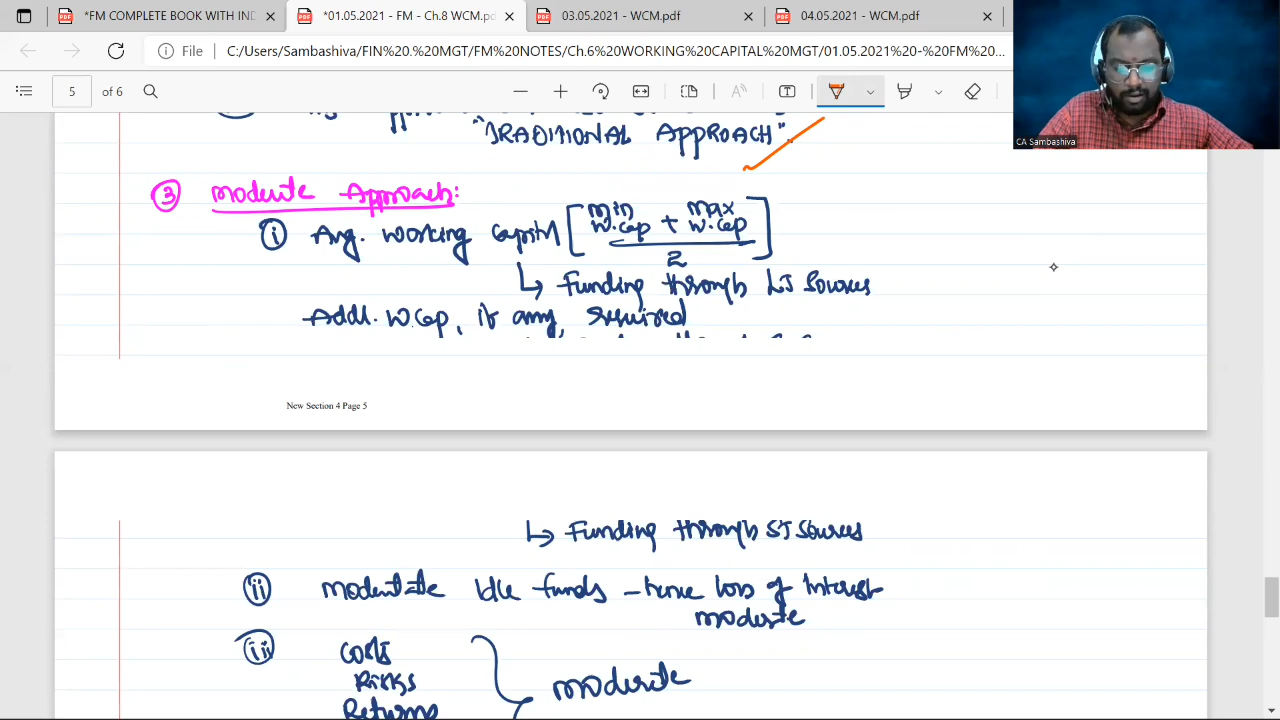 *FM COMPLETE BOOK WITH IND
*01.05.2021 - FM - Ch.8 WCM.pd
03.05.2021 - WCM.pdf
04.05.2021 - WCM.pdf
File
C:/Users/Sambashiva/FIN%20.%20MGT/FM%20NOTES/Ch.6%20WORKING%20CAPITAL%20MGT/01.05.2021%20-%20FM%20...
5 of 6
CA Sambashiva
"TRADITIONAL APPROACH".
③ Moderate Approach:
(i) Avg. Working Capital [Min W.Cap + Max W.Cap / 2]
↳ Funding through LT Sources
Addl. W.Cap, if any, required
New Section 4 Page 5
↳ Funding through ST Sources
(ii) Idle funds - hence loss of Interest
moderate
(iii) Costs
Risks
moderate
Returns